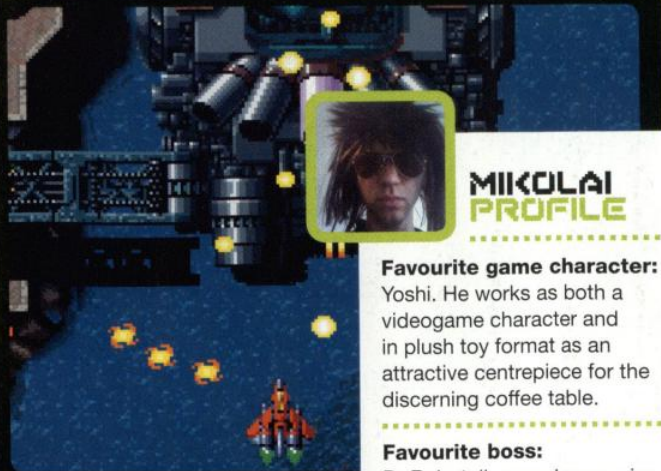 MIKOLAI
PROFILE
Favourite game character:
Yoshi. He works as both a
videogame character and
in plush toy format as an
attractive centrepiece for the
discerning coffee table.
Favourite boss: